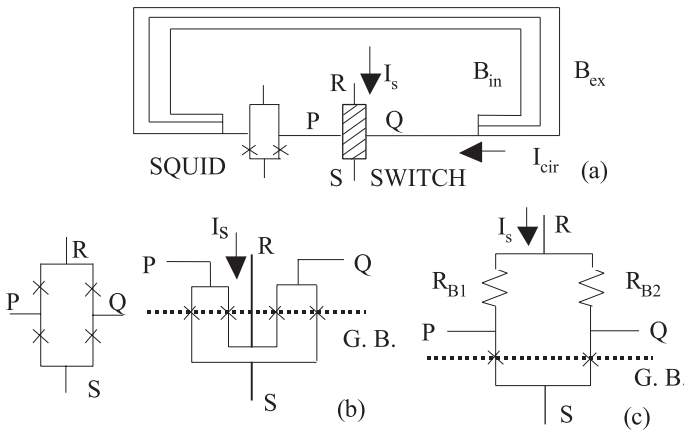 I_s
R
B_in
B_ex
P
Q
SQUID
S
SWITCH
I_cir
(a)
R
P
Q
S
I_S
R
P
Q
G. B.
S
(b)
I_s
R
R_B1
R_B2
P
Q
G. B.
S
(c)